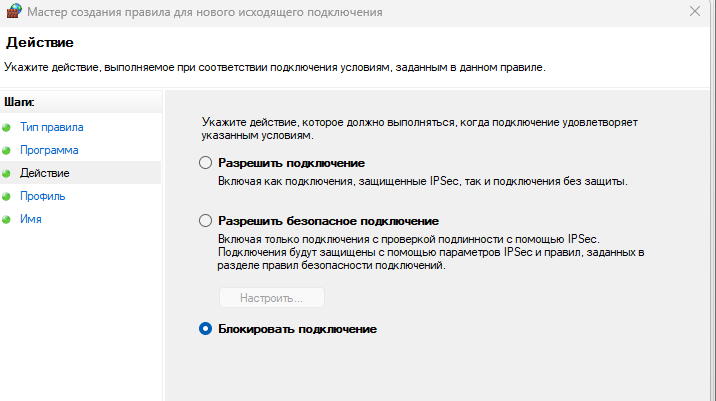 Мастер создания правила для нового исходящего подключения
Действие
Укажите действие, выполняемое при соответствии подключения условиям, заданным в данном правиле.
Шаги:
Тип правила
Программа
Действие
Профиль
Имя
Укажите действие, которое должно выполняться, когда подключение удовлетворяет
указанным условиям.
Разрешить подключение
Включая как подключения, защищенные IPSec, так и подключения без защиты.
Разрешить безопасное подключение
Включая только подключения с проверкой подлинности с помощью IPSec.
Подключения будут защищены с помощью параметров IPSec и правил, заданных в
разделе правил безопасности подключений.
Настроить...
Блокировать подключение